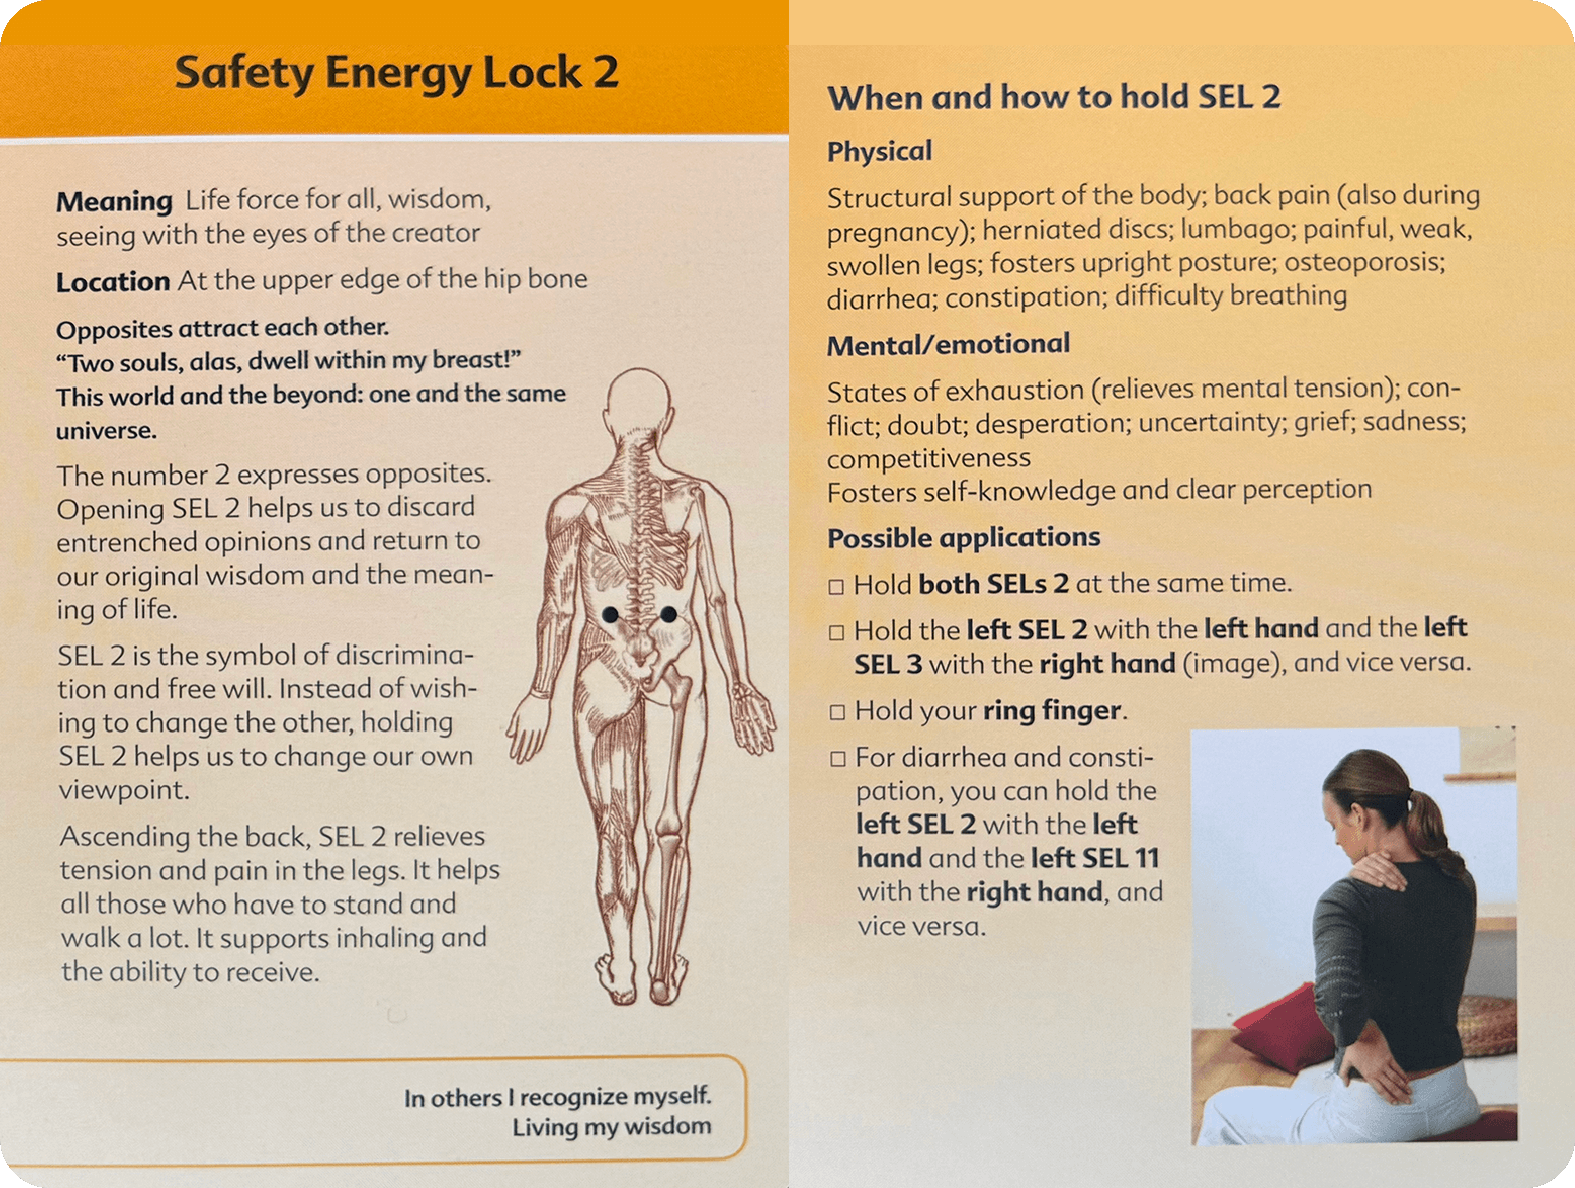 Safety Energy Lock 2
Meaning Life force for all, wisdom,
seeing with the eyes of the creator
Location At the upper edge of the hip bone
Opposites attract each other.
“Two souls, alas, dwell within my breast!”
This world and the beyond: one and the same
universe.
The number 2 expresses opposites.
Opening SEL 2 helps us to discard
entrenched opinions and return to
our original wisdom and the mean-
ing of life.
SEL 2 is the symbol of discrimina-
tion and free will. Instead of wish-
ing to change the other, holding
SEL 2 helps us to change our own
viewpoint.
Ascending the back, SEL 2 relieves
tension and pain in the legs. It helps
all those who have to stand and
walk a lot. It supports inhaling and
the ability to receive.
In others I recognize myself.
Living my wisdom
When and how to hold SEL 2
Physical
Structural support of the body; back pain (also during
pregnancy); herniated discs; lumbago; painful, weak,
swollen legs; fosters upright posture; osteoporosis;
diarrhea; constipation; difficulty breathing
Mental/emotional
States of exhaustion (relieves mental tension); con-
flict; doubt; desperation; uncertainty; grief; sadness;
competitiveness
Fosters self-knowledge and clear perception
Possible applications
□ Hold both SELs 2 at the same time.
□ Hold the left SEL 2 with the left hand and the left
SEL 3 with the right hand (image), and vice versa.
□ Hold your ring finger.
□ For diarrhea and consti-
pation, you can hold the
left SEL 2 with the left
hand and the left SEL 11
with the right hand, and
vice versa.